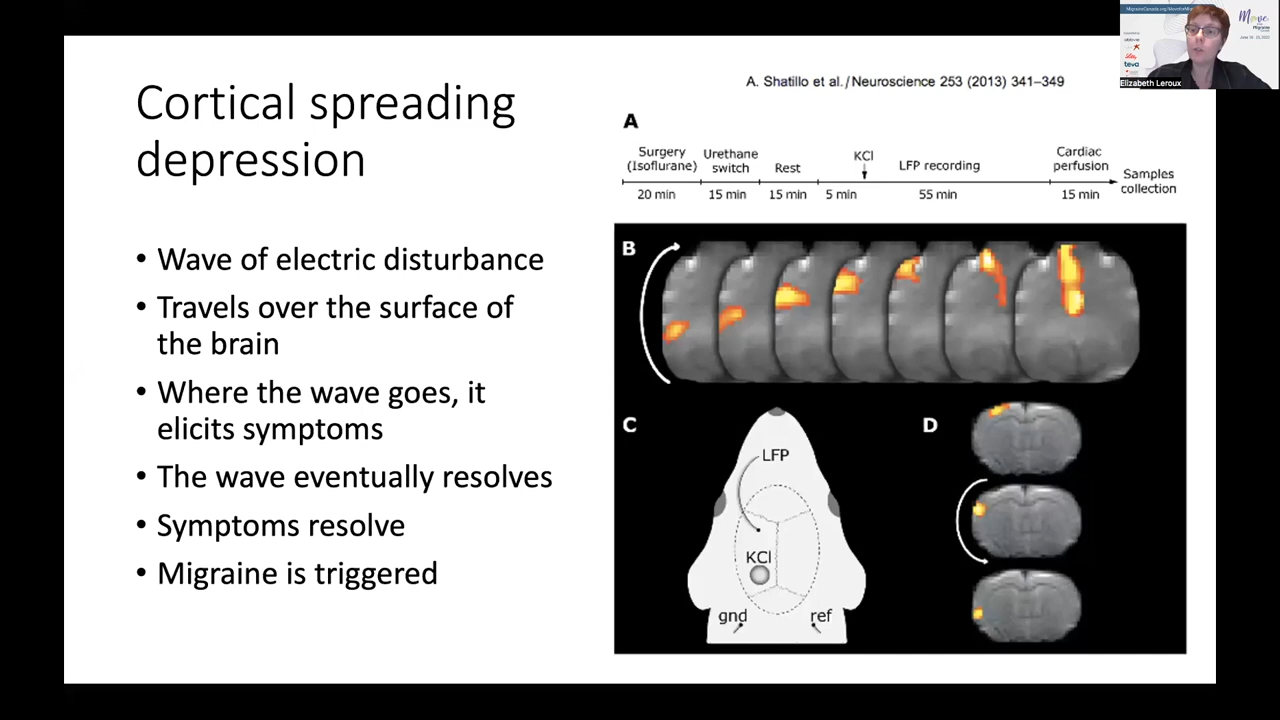 Cortical spreading
depression
• Wave of electric disturbance
• Travels over the surface of
the brain
• Where the wave goes, it
elicits symptoms
• The wave eventually resolves
• Symptoms resolve
• Migraine is triggered
A. Shatillo et al. / Neuroscience 253 (2013) 341–349
A
Surgery
(Isoflurane)
Urethane
switch
Rest
KCl
LFP recording
Cardiac
perfusion
Samples
collection
20 min
15 min
15 min
5 min
55 min
15 min
B
C
LFP
KCl
gnd
ref
D
Move
Migraine
teva
Elizabeth Leroux